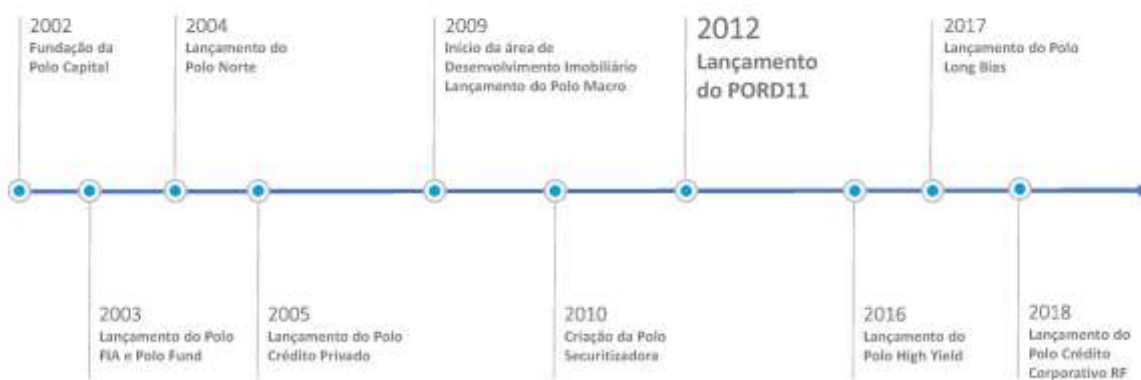 2002
Fundação da
Polo Capital
2004
Lançamento do
Polo Norte
2009
Início da área de
Desenvolvimento Imobiliário
Lançamento do Polo Macro
2012
Lançamento
do PORD11
2017
Lançamento do Polo
Long Bias
2003
Lançamento do Polo
FIA e Polo Fund
2005
Lançamento do Polo
Crédito Privado
2010
Criação da Polo
Securitizadora
2016
Lançamento do
Polo High Yield
2018
Lançamento do
Polo Crédito
Corporativo RF